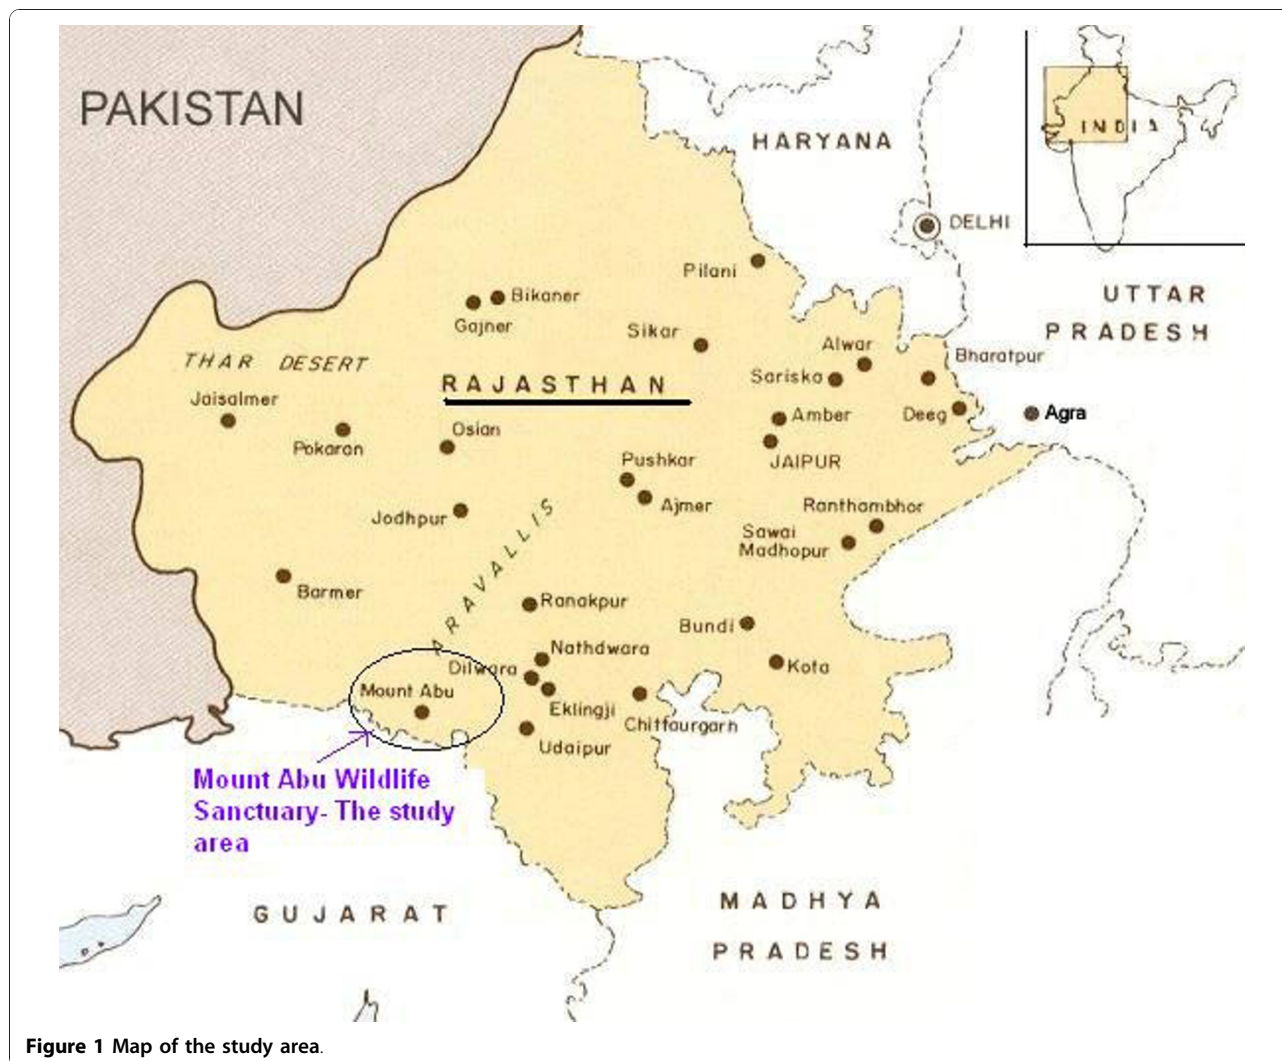 PAKISTAN
HARYANA
INDIA
DELHI
Pilani
UTTAR
PRADESH
Bikaner
Gajner
Sikar
Alwar
Bharatpur
THAR DESERT
RAJASTHAN
Sariska
Jaisalmer
Amber
Deeg
Agra
Osian
Pokaran
Pushkar
JAIPUR
Ajmer
Ranthambhor
Jodhpur
Sawai
Madhopur
ARAVALLIS
Barmer
Ranakpur
Bundi
Nathdwara
Dilwara
Kota
Mount Abu
Eklingji
Chittaurgarh
Udaipur
Mount Abu Wildlife
Sanctuary- The study
area
GUJARAT
MADHYA
PRADESH
Figure 1 Map of the study area.